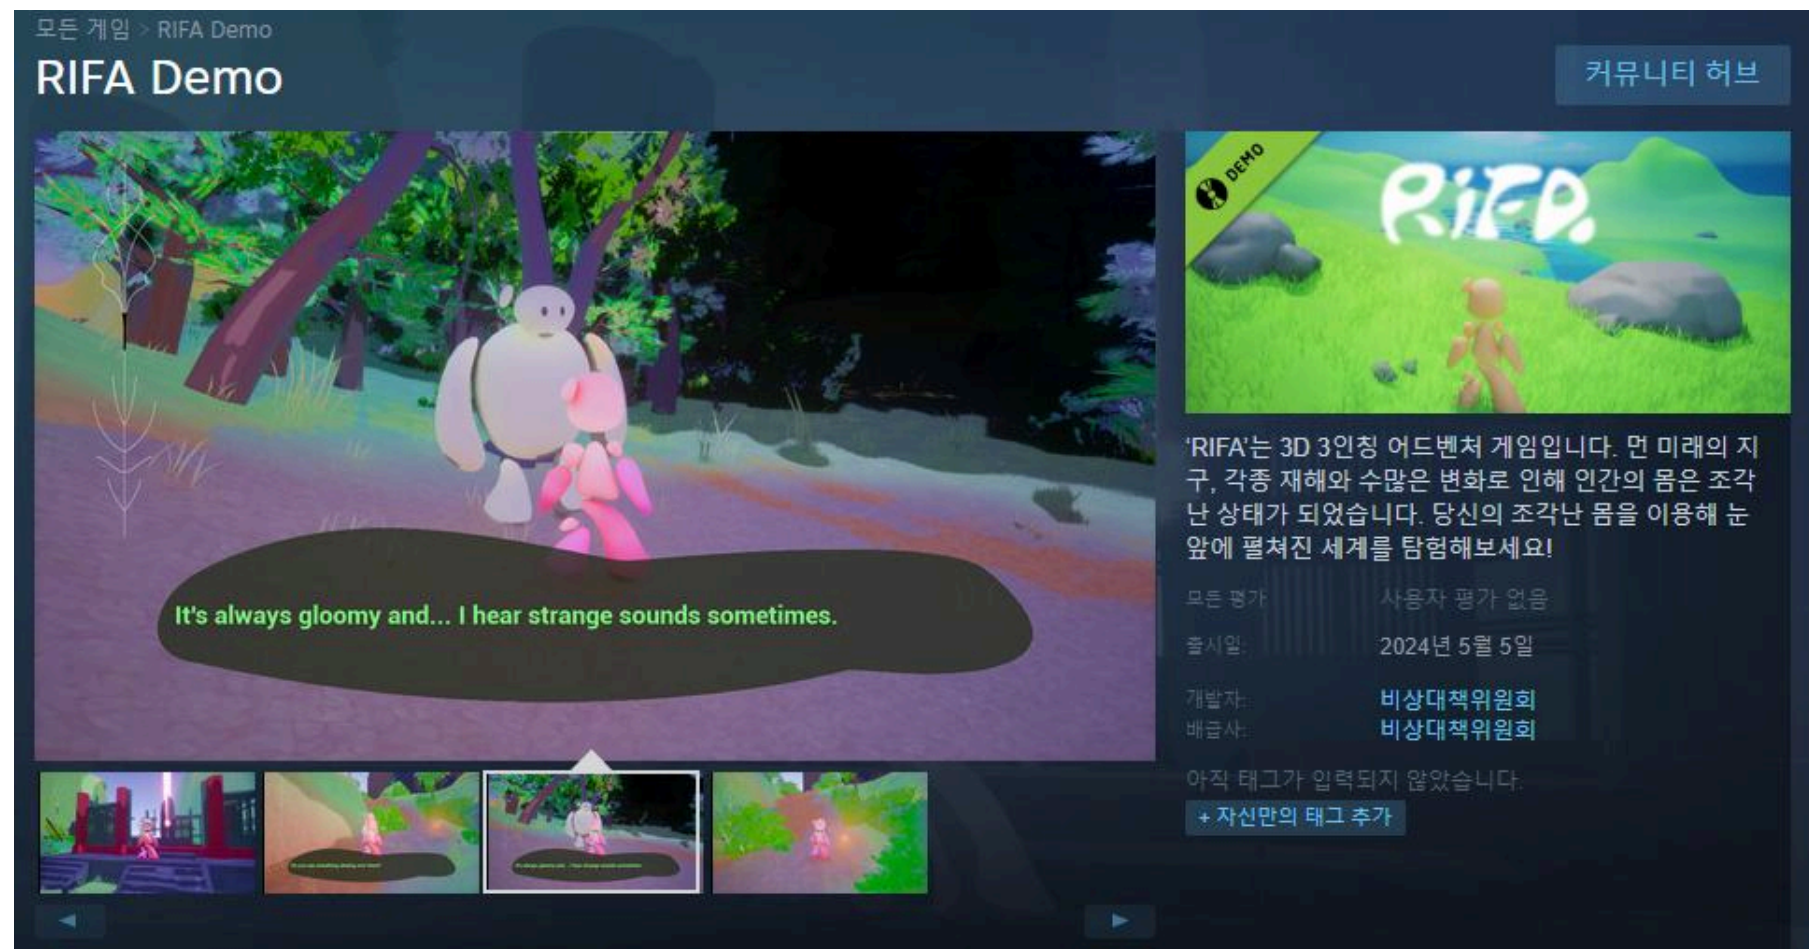 모든 게임 > RIFA Demo
RIFA Demo
커뮤니티 허브
It's always gloomy and... I hear strange sounds sometimes.
DEMO
RIFA
'RIFA'는 3D 3인칭 어드벤처 게임입니다. 먼 미래의 지
구, 각종 재해와 수많은 변화로 인해 인간의 몸은 조각
난 상태가 되었습니다. 당신의 조각난 몸을 이용해 눈
앞에 펼쳐진 세계를 탐험해보세요!
모든 평가 사용자 평가 없음
출시일: 2024년 5월 5일
개발자: 비상대책위원회
배급사: 비상대책위원회
아직 태그가 입력되지 않았습니다.
+ 자신만의 태그 추가